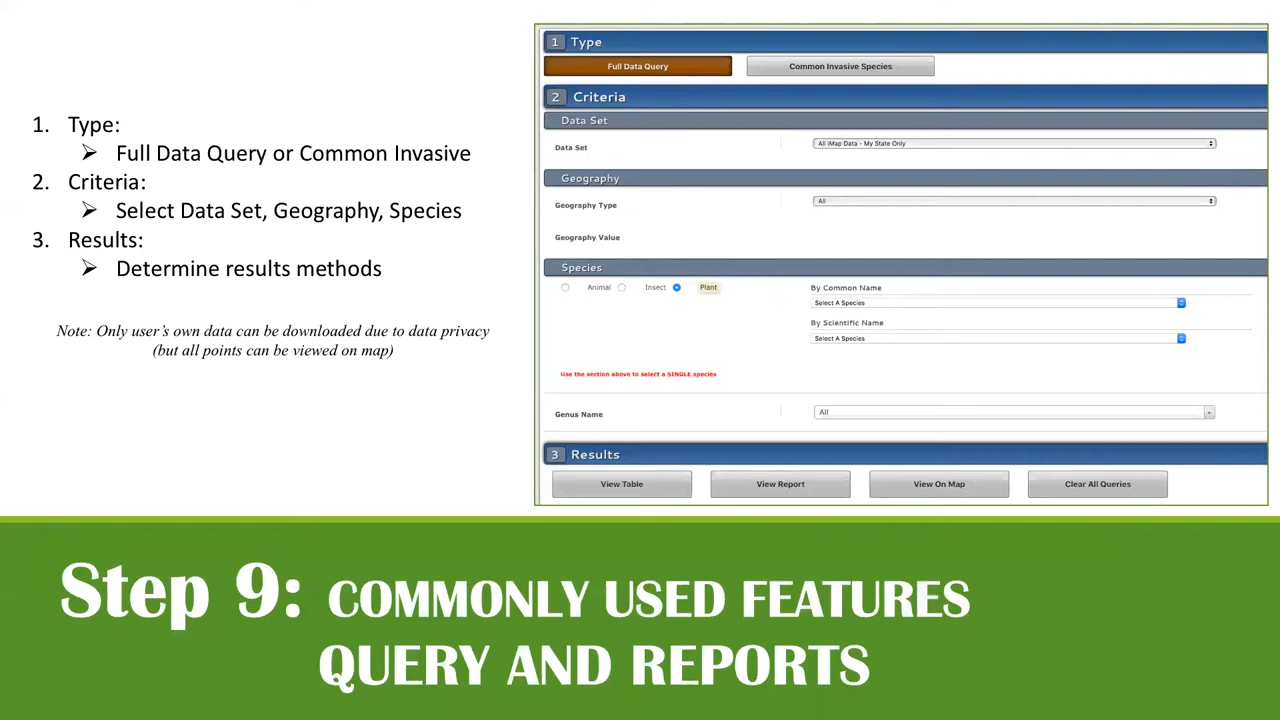 1. Type:
➢ Full Data Query or Common Invasive
2. Criteria:
➢ Select Data Set, Geography, Species
3. Results:
➢ Determine results methods
Note: Only user's own data can be downloaded due to data privacy
(but all points can be viewed on map)
1 Type
Full Data Query Common Invasive Species
2 Criteria
Data Set
Data Set All iMap Data - My State Only
Geography
Geography Type All
Geography Value
Species
Animal Insect Plant By Common Name
Select A Species
By Scientific Name
Select A Species
Use the section above to select a SINGLE species
Genus Name All
3 Results
View Table View Report View On Map Clear All Queries
Step 9: COMMONLY USED FEATURES
QUERY AND REPORTS